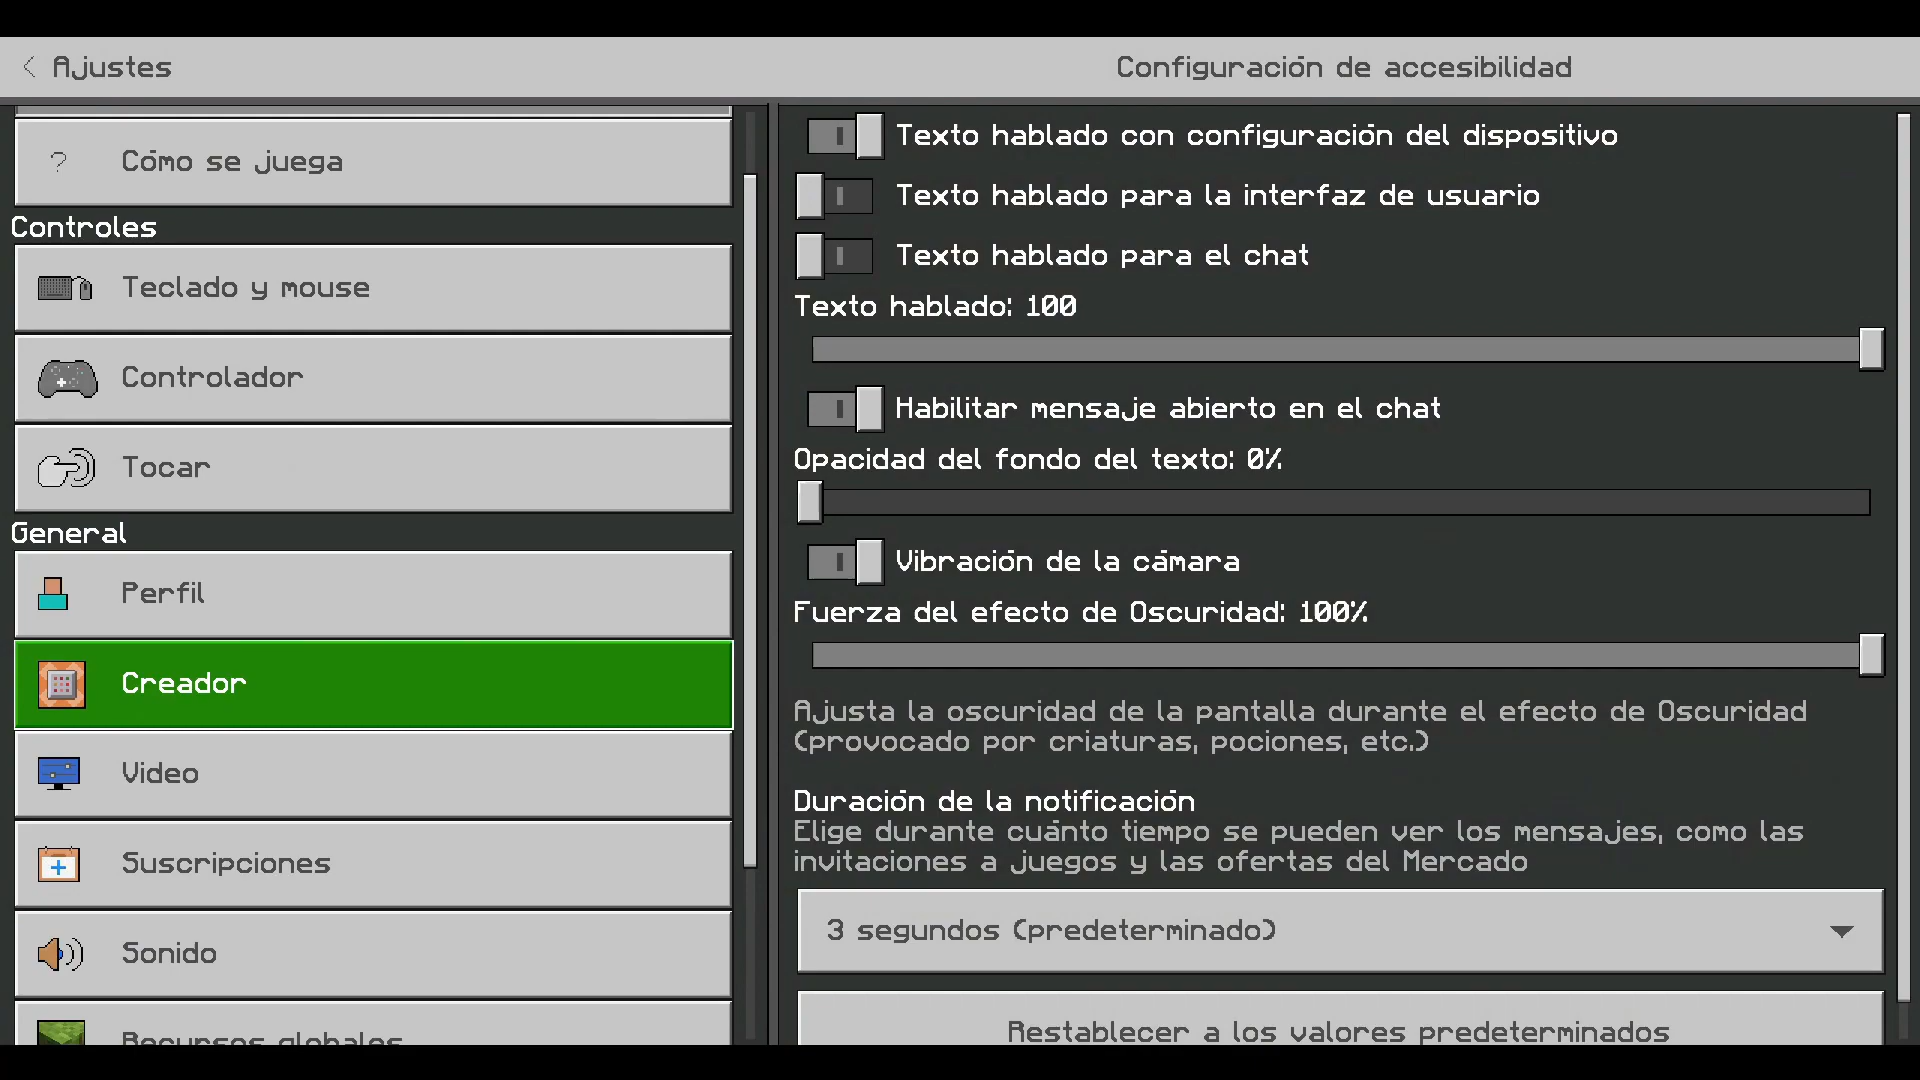 Ajustes
Configuración de accesibilidad
Cómo se juega
Controles
Teclado y mouse
Controlador
Tocar
General
Perfil
Creador
Video
Suscripciones
Sonido
Recursos globales
Texto hablado con configuración del dispositivo
Texto hablado para la interfaz de usuario
Texto hablado para el chat
Texto hablado: 100
Habilitar mensaje abierto en el chat
Opacidad del fondo del texto: 0%
Vibración de la cámara
Fuerza del efecto de Oscuridad: 100%
Ajusta la oscuridad de la pantalla durante el efecto de Oscuridad
(provocado por criaturas, pociones, etc.)
Duración de la notificación
Elige durante cuánto tiempo se pueden ver los mensajes, como las
invitaciones a juegos y las ofertas del Mercado
3 segundos (predeterminado)
Restablecer a los valores predeterminados